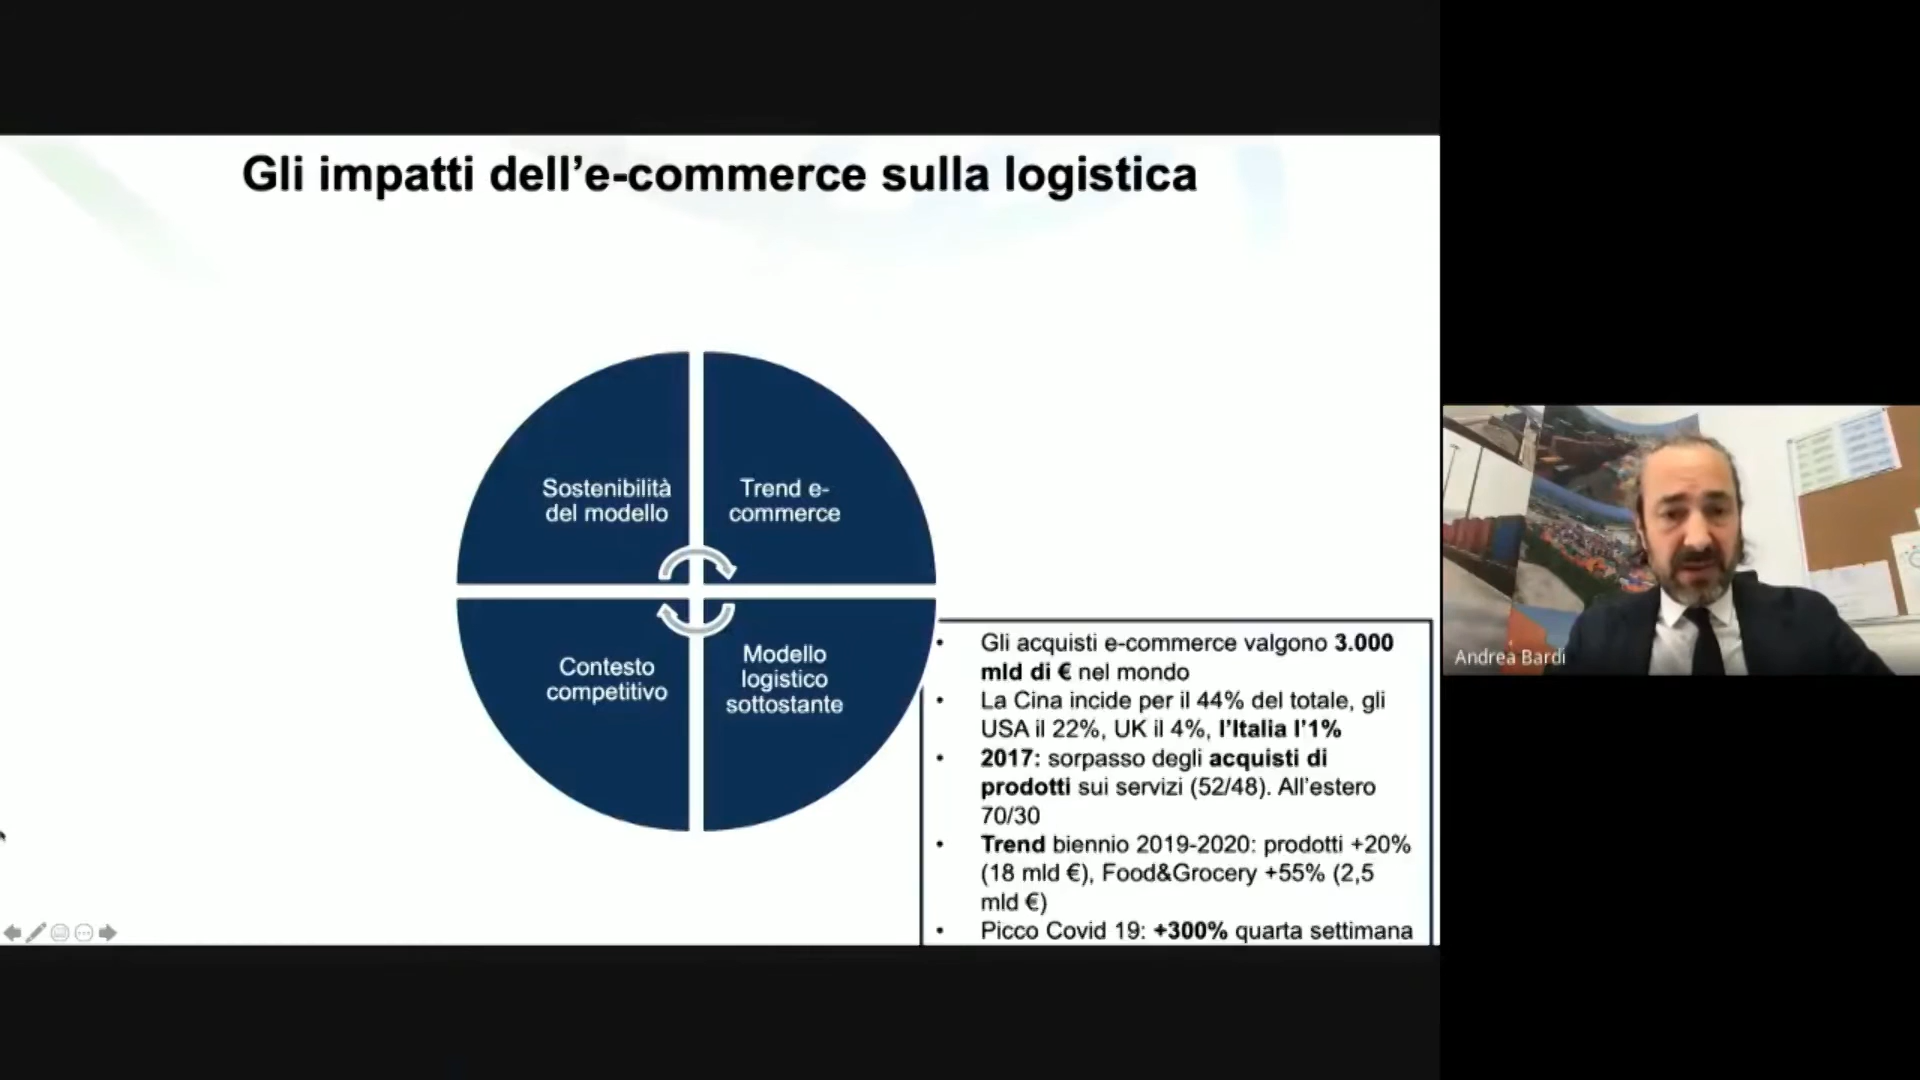 Gli impatti dell’e-commerce sulla logistica
Sostenibilità
del modello
Trend e-
commerce
Contesto
competitivo
Modello
logistico
sottostante
• Gli acquisti e-commerce valgono 3.000
mld di € nel mondo
• La Cina incide per il 44% del totale, gli
USA il 22%, UK il 4%, l’Italia l’1%
• 2017: sorpasso degli acquisti di
prodotti sui servizi (52/48). All’estero
70/30
• Trend biennio 2019-2020: prodotti +20%
(18 mld €), Food&Grocery +55% (2,5
mld €)
• Picco Covid 19: +300% quarta settimana
Andrea Bardi